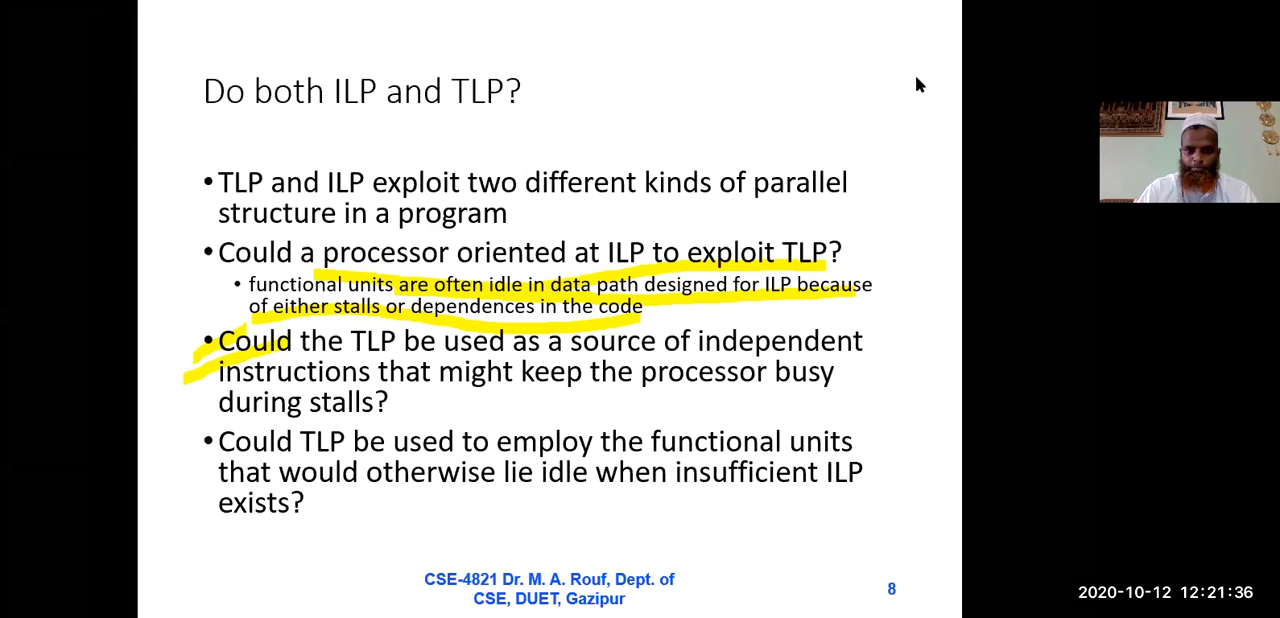 Do both ILP and TLP?
•TLP and ILP exploit two different kinds of parallel
structure in a program
•Could a processor oriented at ILP to exploit TLP?
• functional units are often idle in data path designed for ILP because
of either stalls or dependences in the code
•Could the TLP be used as a source of independent
instructions that might keep the processor busy
during stalls?
•Could TLP be used to employ the functional units
that would otherwise lie idle when insufficient ILP
exists?
CSE-4821 Dr. M. A. Rouf, Dept. of
CSE, DUET, Gazipur
8
2020-10-12 12:21:36